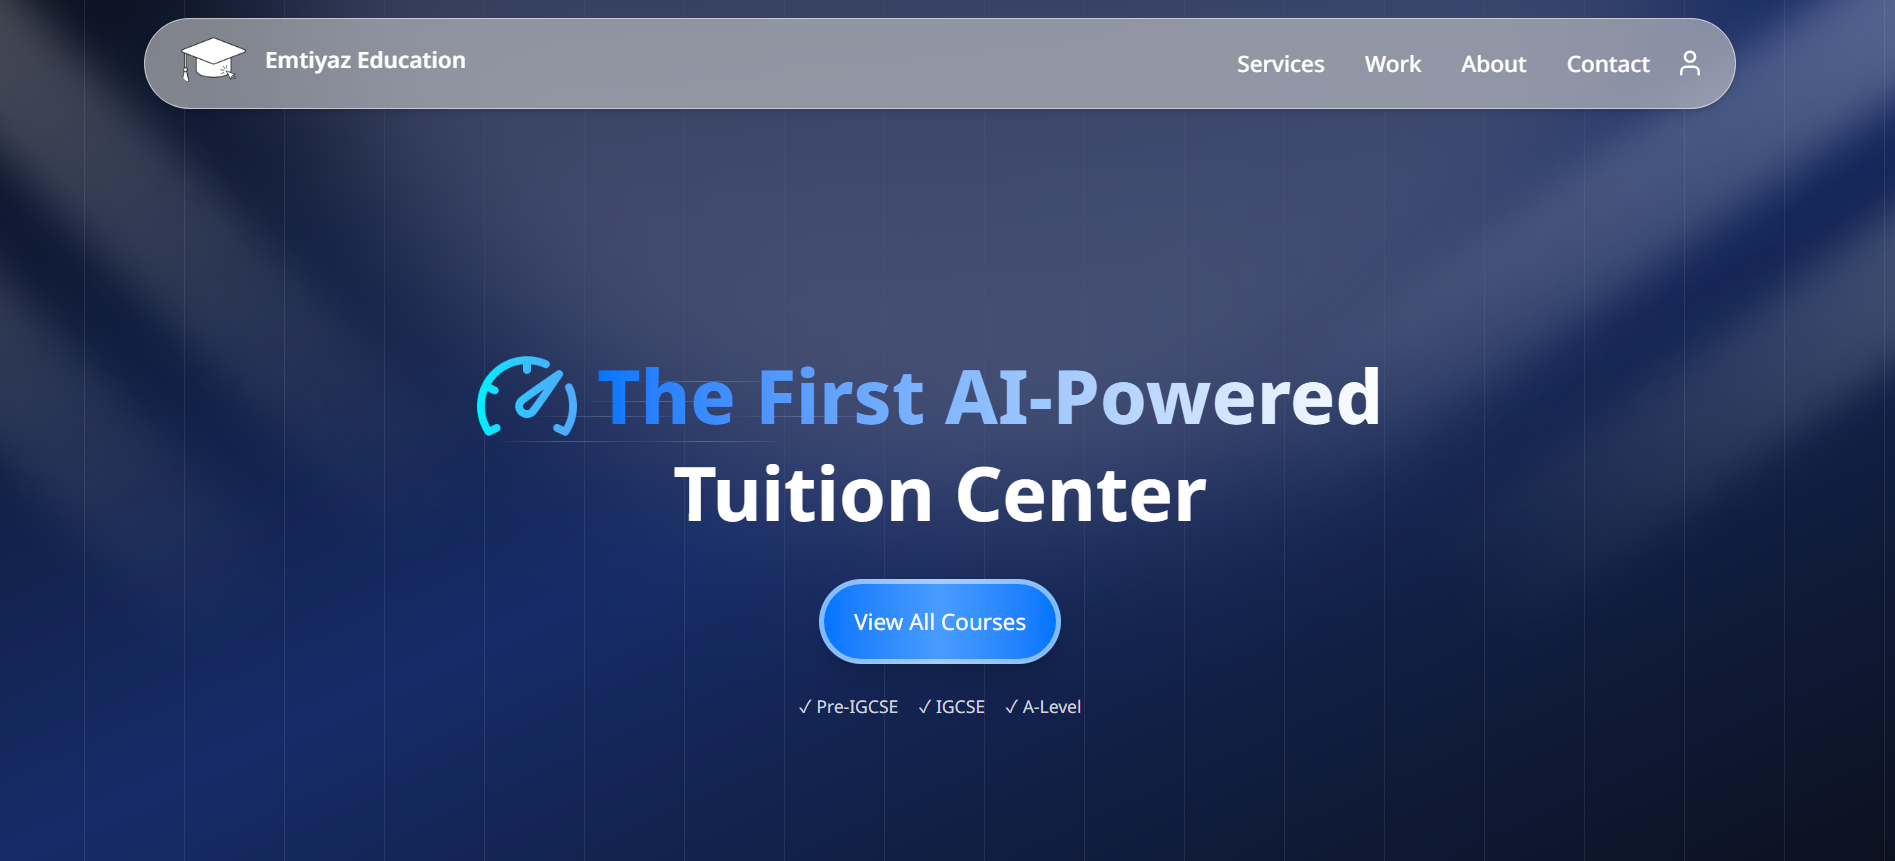 Emtiyaz Education
Services Work About Contact
The First AI-Powered
Tuition Center
View All Courses
✓ Pre-IGCSE ✓ IGCSE ✓ A-Level